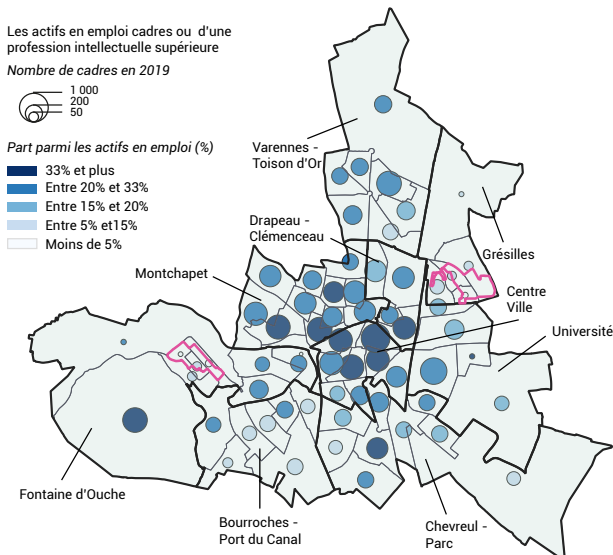 Les actifs en emploi cadres ou d'une
profession intellectuelle supérieure
Nombre de cadres en 2019
1 000
200
50
Part parmi les actifs en emploi (%)
33% et plus
Entre 20% et 33%
Entre 15% et 20%
Entre 5% et15%
Moins de 5%
Varennes -
Toison d'Or
Drapeau -
Clémenceau
Grésilles
Montchapet
Centre
Ville
Université
Fontaine d'Ouche
Bourroches -
Port du Canal
Chevreul -
Parc